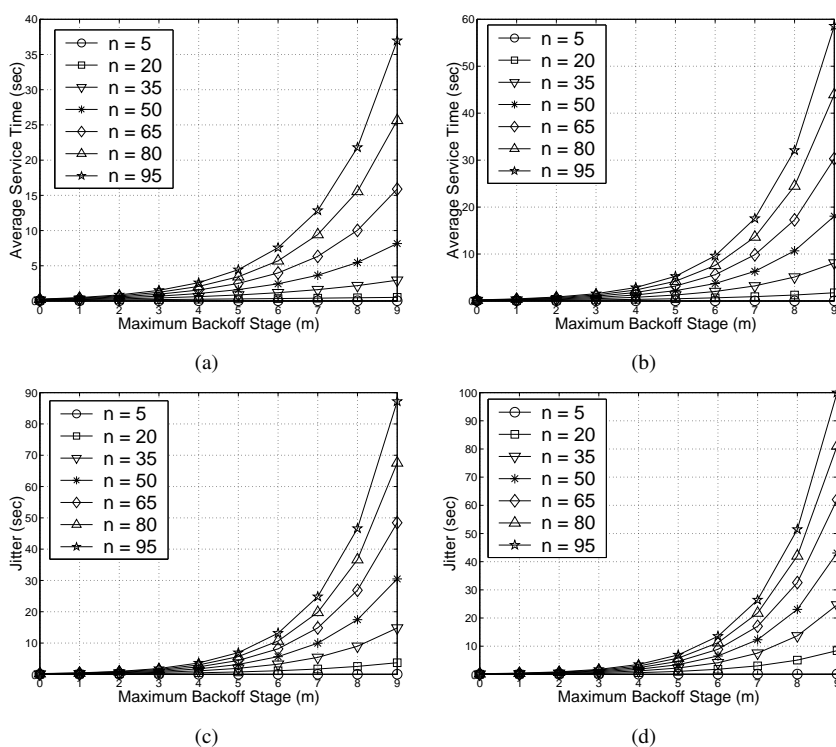 40
35
30
25
20
15
10
5
0
Average Service Time (sec)
n = 5
n = 20
n = 35
n = 50
n = 65
n = 80
n = 95
0 1 2 3 4 5 6 7 8 9
Maximum Backoff Stage (m)
(a)
60
50
40
30
20
10
0
Average Service Time (sec)
n = 5
n = 20
n = 35
n = 50
n = 65
n = 80
n = 95
0 1 2 3 4 5 6 7 8 9
Maximum Backoff Stage (m)
(b)
90
80
70
60
50
40
30
20
10
0
Jitter (sec)
n = 5
n = 20
n = 35
n = 50
n = 65
n = 80
n = 95
0 1 2 3 4 5 6 7 8 9
Maximum Backoff Stage (m)
(c)
100
90
80
70
60
50
40
30
20
10
0
Jitter (sec)
n = 5
n = 20
n = 35
n = 50
n = 65
n = 80
n = 95
0 1 2 3 4 5 6 7 8 9
Maximum Backoff Stage (m)
(d)